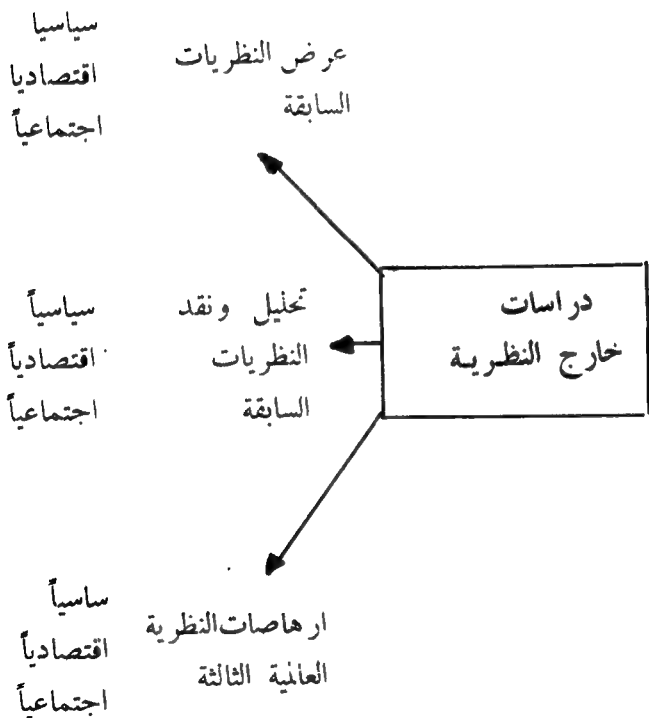 دراسات
خارج النظرية
عرض النظريات
السابقة
سياسيا
اقتصاديا
اجتماعياً
تحليل ونقد
النظريات
السابقة
سياسياً
اقتصادياً
اجتماعياً
ارهاصات النظرية
العالمية الثالثة
ساسياً
اقتصادياً
اجتماعياً